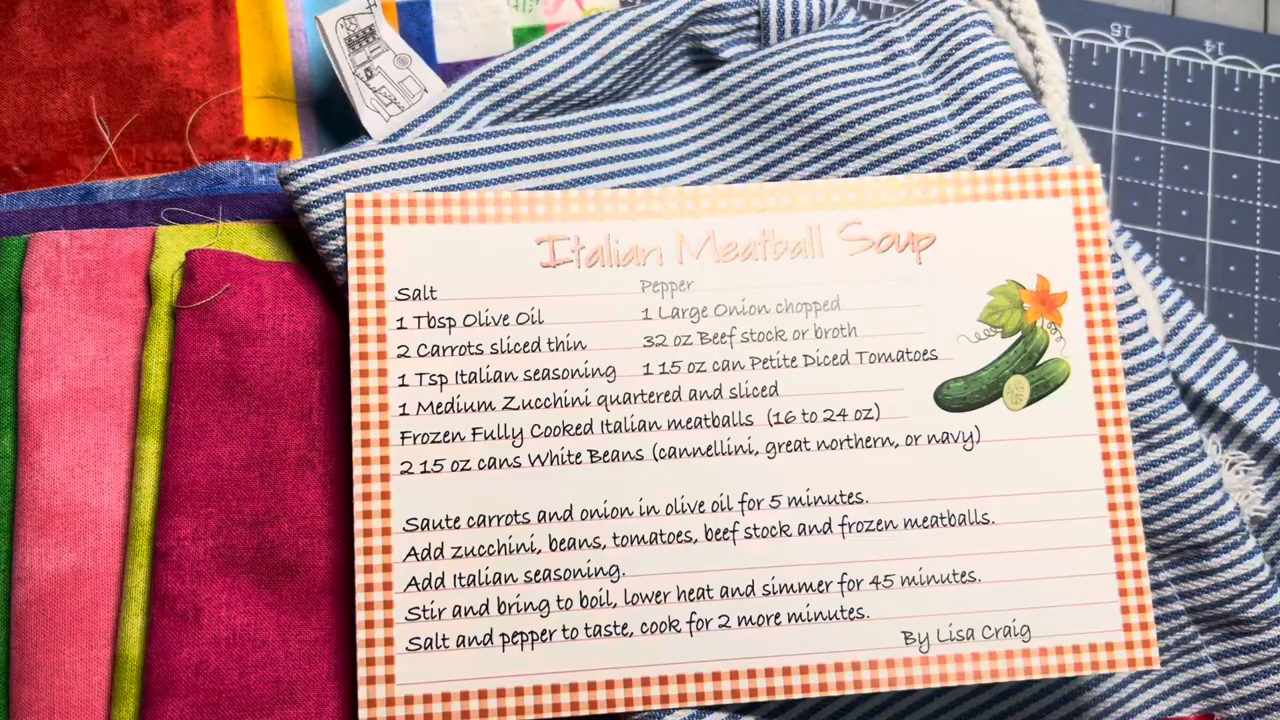 Italian Meatball Soup
Salt Pepper
1 Tbsp Olive Oil 1 Large Onion chopped
2 Carrots sliced thin 32 oz Beef stock or broth
1 Tsp Italian seasoning 1 15 oz can Petite Diced Tomatoes
1 Medium Zucchini quartered and sliced
Frozen Fully Cooked Italian meatballs (16 to 24 oz)
2 15 oz cans White Beans (cannellini, great northern, or navy)
Saute carrots and onion in olive oil for 5 minutes.
Add zucchini, beans, tomatoes, beef stock and frozen meatballs.
Add Italian seasoning.
Stir and bring to boil, lower heat and simmer for 45 minutes.
Salt and pepper to taste, cook for 2 more minutes.
By Lisa Craig
15 14